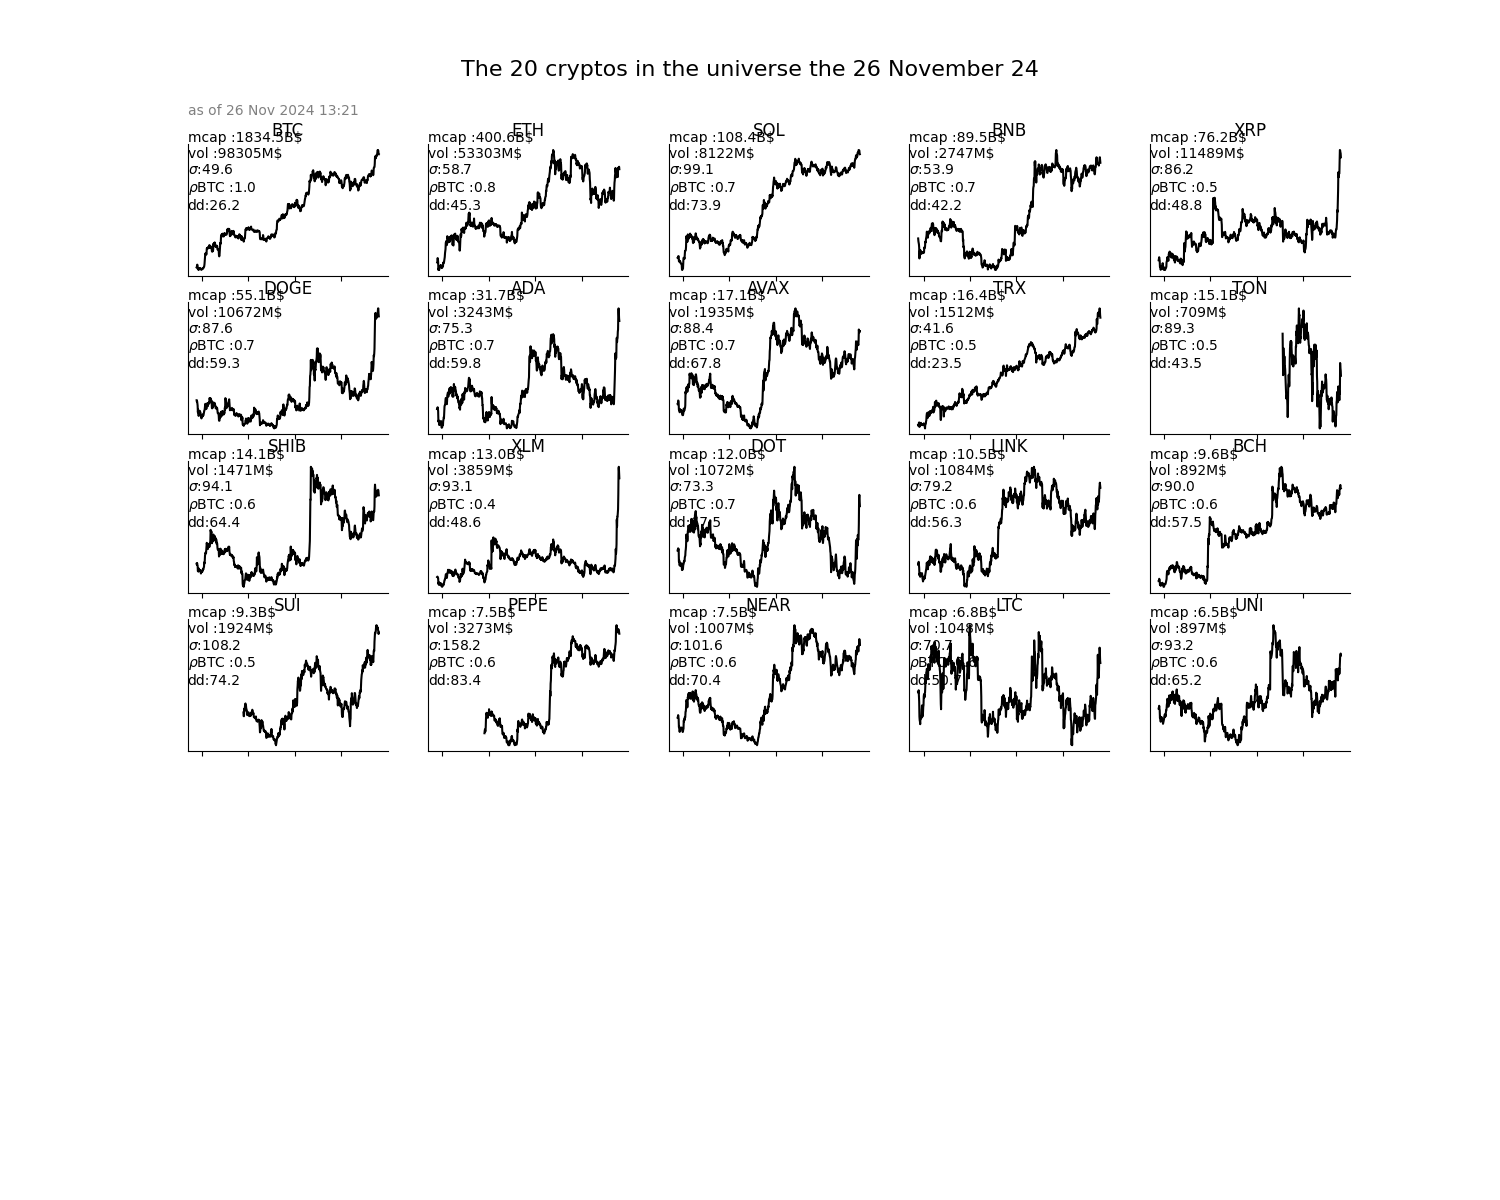 The 20 cryptos in the universe the 26 November 24
as of 26 Nov 2024 13:21
BTC
mcap :1834.5B$
vol :98305M$
σ:49.6
ρBTC :1.0
dd:26.2
ETH
mcap :400.6B$
vol :53303M$
σ:58.7
ρBTC :0.8
dd:45.3
SOL
mcap :108.4B$
vol :8122M$
σ:99.1
ρBTC :0.7
dd:73.9
BNB
mcap :89.5B$
vol :2747M$
σ:53.9
ρBTC :0.7
dd:42.2
XRP
mcap :76.2B$
vol :11489M$
σ:86.2
ρBTC :0.5
dd:48.8
DOGE
mcap :55.1B$
vol :10672M$
σ:87.6
ρBTC :0.7
dd:59.3
ADA
mcap :31.7B$
vol :3243M$
σ:75.3
ρBTC :0.7
dd:59.8
AVAX
mcap :17.1B$
vol :1935M$
σ:88.4
ρBTC :0.7
dd:67.8
TRX
mcap :16.4B$
vol :1512M$
σ:41.6
ρBTC :0.5
dd:23.5
TON
mcap :15.1B$
vol :709M$
σ:89.3
ρBTC :0.5
dd:43.5
SHIB
mcap :14.1B$
vol :1471M$
σ:94.1
ρBTC :0.6
dd:64.4
XLM
mcap :13.0B$
vol :3859M$
σ:93.1
ρBTC :0.4
dd:48.6
DOT
mcap :12.0B$
vol :1072M$
σ:73.3
ρBTC :0.7
LINK
mcap :10.5B$
vol :1084M$
σ:79.2
ρBTC :0.6
dd:56.3
BCH
mcap :9.6B$
vol :892M$
σ:90.0
ρBTC :0.6
dd:57.5
SUI
mcap :9.3B$
vol :1924M$
σ:108.2
ρBTC :0.5
dd:74.2
PEPE
mcap :7.5B$
vol :3273M$
σ:158.2
ρBTC :0.6
dd:83.4
NEAR
mcap :7.5B$
vol :1007M$
σ:101.6
ρBTC :0.6
dd:70.4
LTC
mcap :6.8B$
vol :1048M$
σ:70.7
dd:50.7
UNI
mcap :6.5B$
vol :897M$
σ:93.2
ρBTC :0.6
dd:65.2